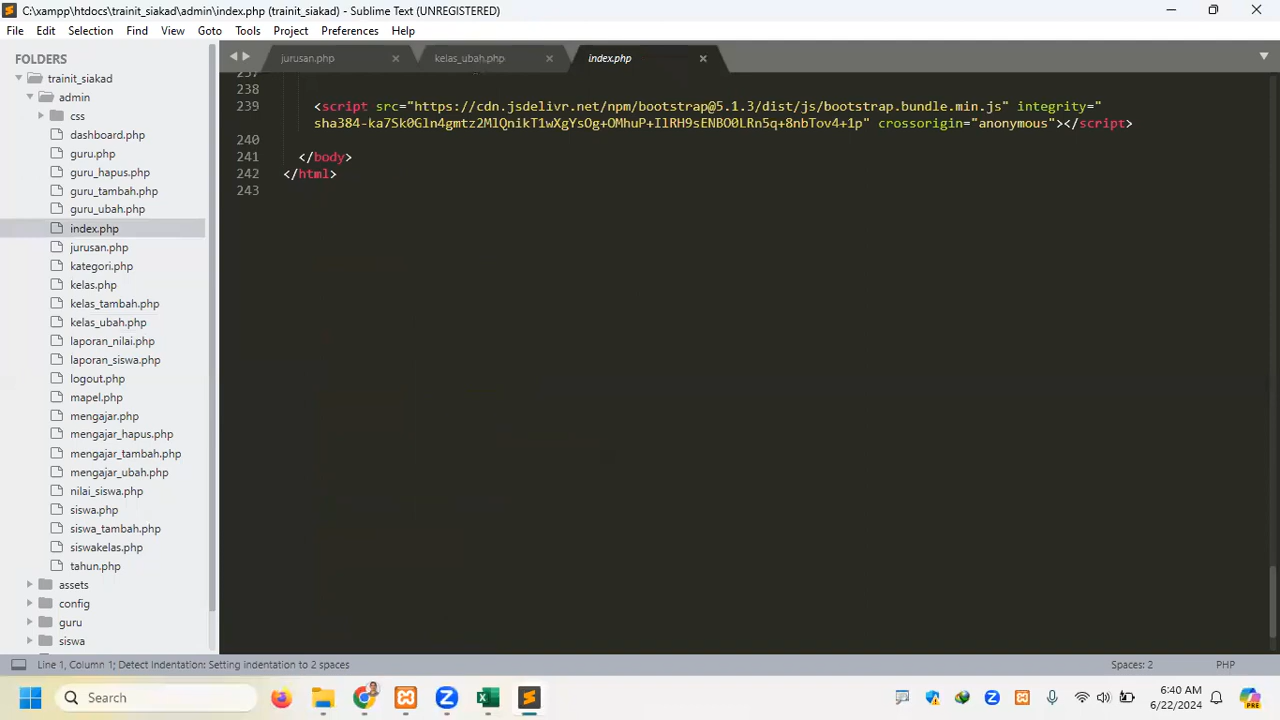 C:\xampp\htdocs\trainit_siakad\admin\index.php (trainit_siakad) - Sublime Text (UNREGISTERED)
File Edit Selection Find View Goto Tools Project Preferences Help
FOLDERS
trainit_siakad
admin
css
dashboard.php
guru.php
guru_hapus.php
guru_tambah.php
guru_ubah.php
index.php
jurusan.php
kategori.php
kelas.php
kelas_tambah.php
kelas_ubah.php
laporan_nilai.php
laporan_siswa.php
logout.php
mapel.php
mengajar.php
mengajar_hapus.php
mengajar_tambah.php
mengajar_ubah.php
nilai_siswa.php
siswa.php
siswa_tambah.php
siswakelas.php
tahun.php
assets
config
guru
siswa
jurusan.php kelas_ubah.php index.php
237
238
239 <script src="https://cdn.jsdelivr.net/npm/bootstrap@5.1.3/dist/js/bootstrap.bundle.min.js" integrity="
sha384-ka7Sk0Gln4gmtz2MlQnikT1wXgYsOg+OMhuP+IlRH9sENBO0LRn5q+8nbTov4+1p" crossorigin="anonymous"></script>
240
241 </body>
242 </html>
243
Line 1, Column 1; Detect Indentation: Setting indentation to 2 spaces
Spaces: 2 PHP
Search
6:40 AM
6/22/2024
PRE